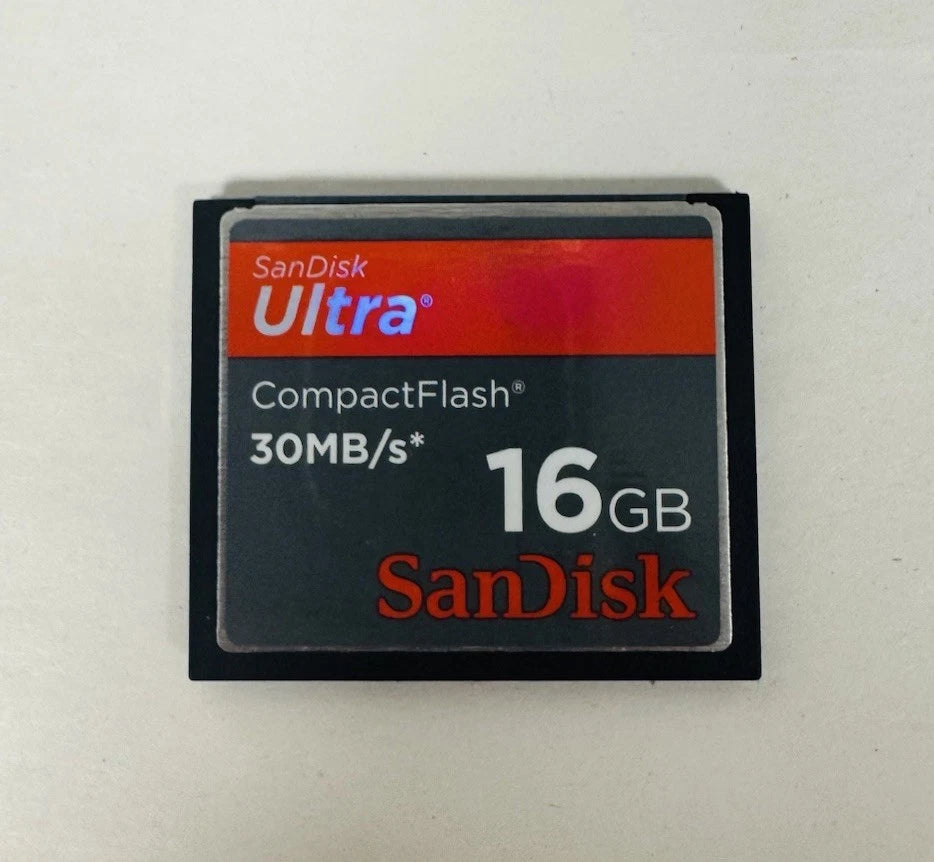 SanDisk
Ultra®
CompactFlash®
30MB/s*
16GB
SanDisk